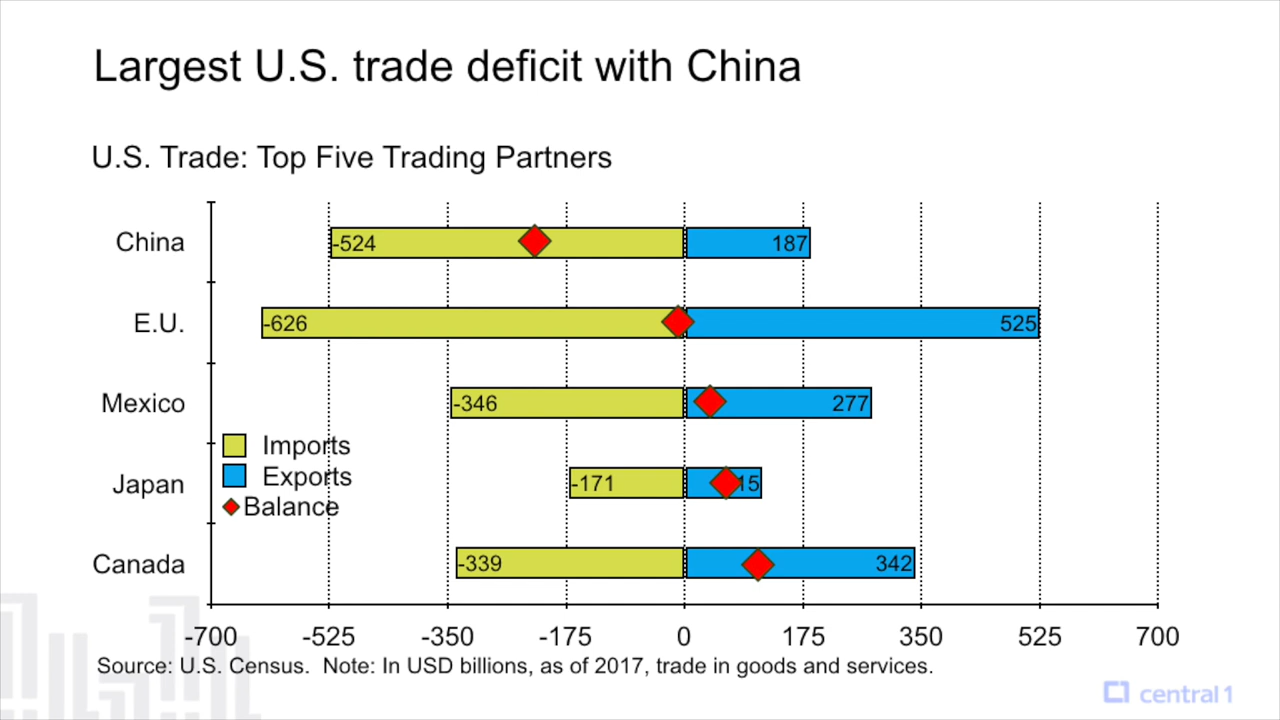 Largest U.S. trade deficit with China
U.S. Trade: Top Five Trading Partners
China -524 187
E.U. -626 525
Mexico -346 277
Imports
Exports
Japan -171 15
Balance
Canada -339 342
-700 -525 -350 -175 0 175 350 525 700
Source: U.S. Census. Note: In USD billions, as of 2017, trade in goods and services.
central 1